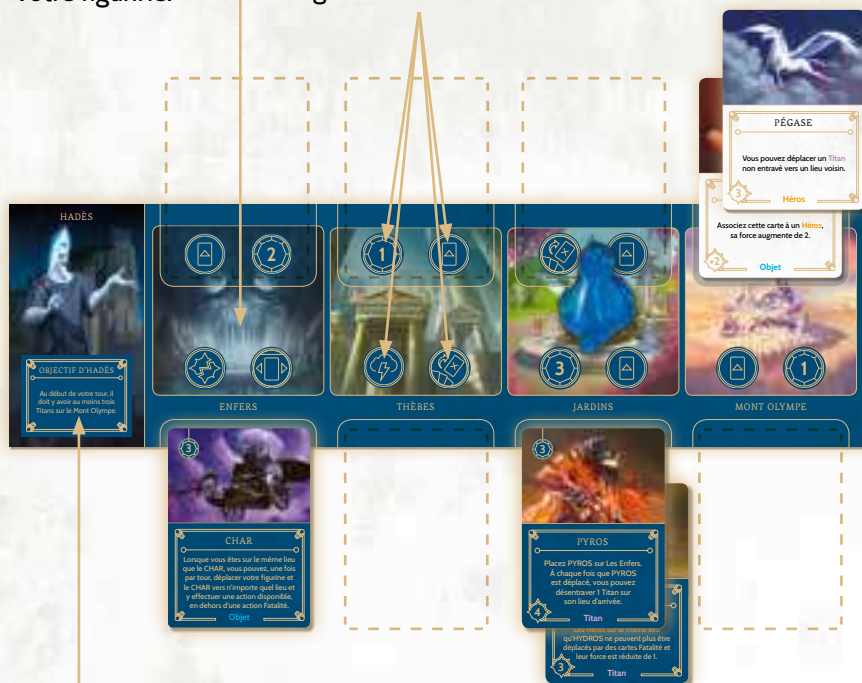 PÉGASE
Vous pouvez déplacer un Titan
non entravé vers un lieu voisin.
3
Héros
Associez cette carte à un Héros,
sa force augmente de 2.
+2
Objet
HADÈS
OBJECTIF D'HADÈS
Au début de votre tour, il
doit y avoir au moins trois
Titans sur le Mont Olympe.
2
1
3
1
ENFERS
THÈBES
JARDINS
MONT OLYMPE
3
CHAR
Lorsque vous êtes sur le même lieu
que le CHAR, vous pouvez, une fois
par tour, déplacer votre figurine et
le CHAR vers n'importe quel lieu et
y effectuer une action disponible,
en dehors d'une action Fatalité.
Objet
3
PYROS
Placez PYROS sur Les Enfers.
À chaque fois que PYROS
est déplacé, vous pouvez
désentraver 1 Titan sur
son lieu d'arrivée.
4
Titan
qu'HYDROS ne peuvent plus être
déplacés par des cartes Fatalité et
leur force est réduite de 1.
3
Titan